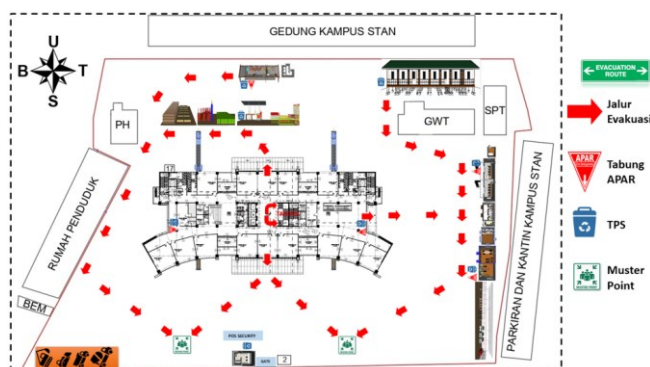 GEDUNG KAMPUS STAN
U
B
T
S
PH
GWT
SPT
RUMAH PENDUDUK
BEM
PARKIRAN DAN KANTIN KAMPUS STAN
17
POS SECURITY
GATE
2
EVACUATION
ROUTE
Jalur
Evakuasi
APAR
Tabung
APAR
TPS
Muster
Point